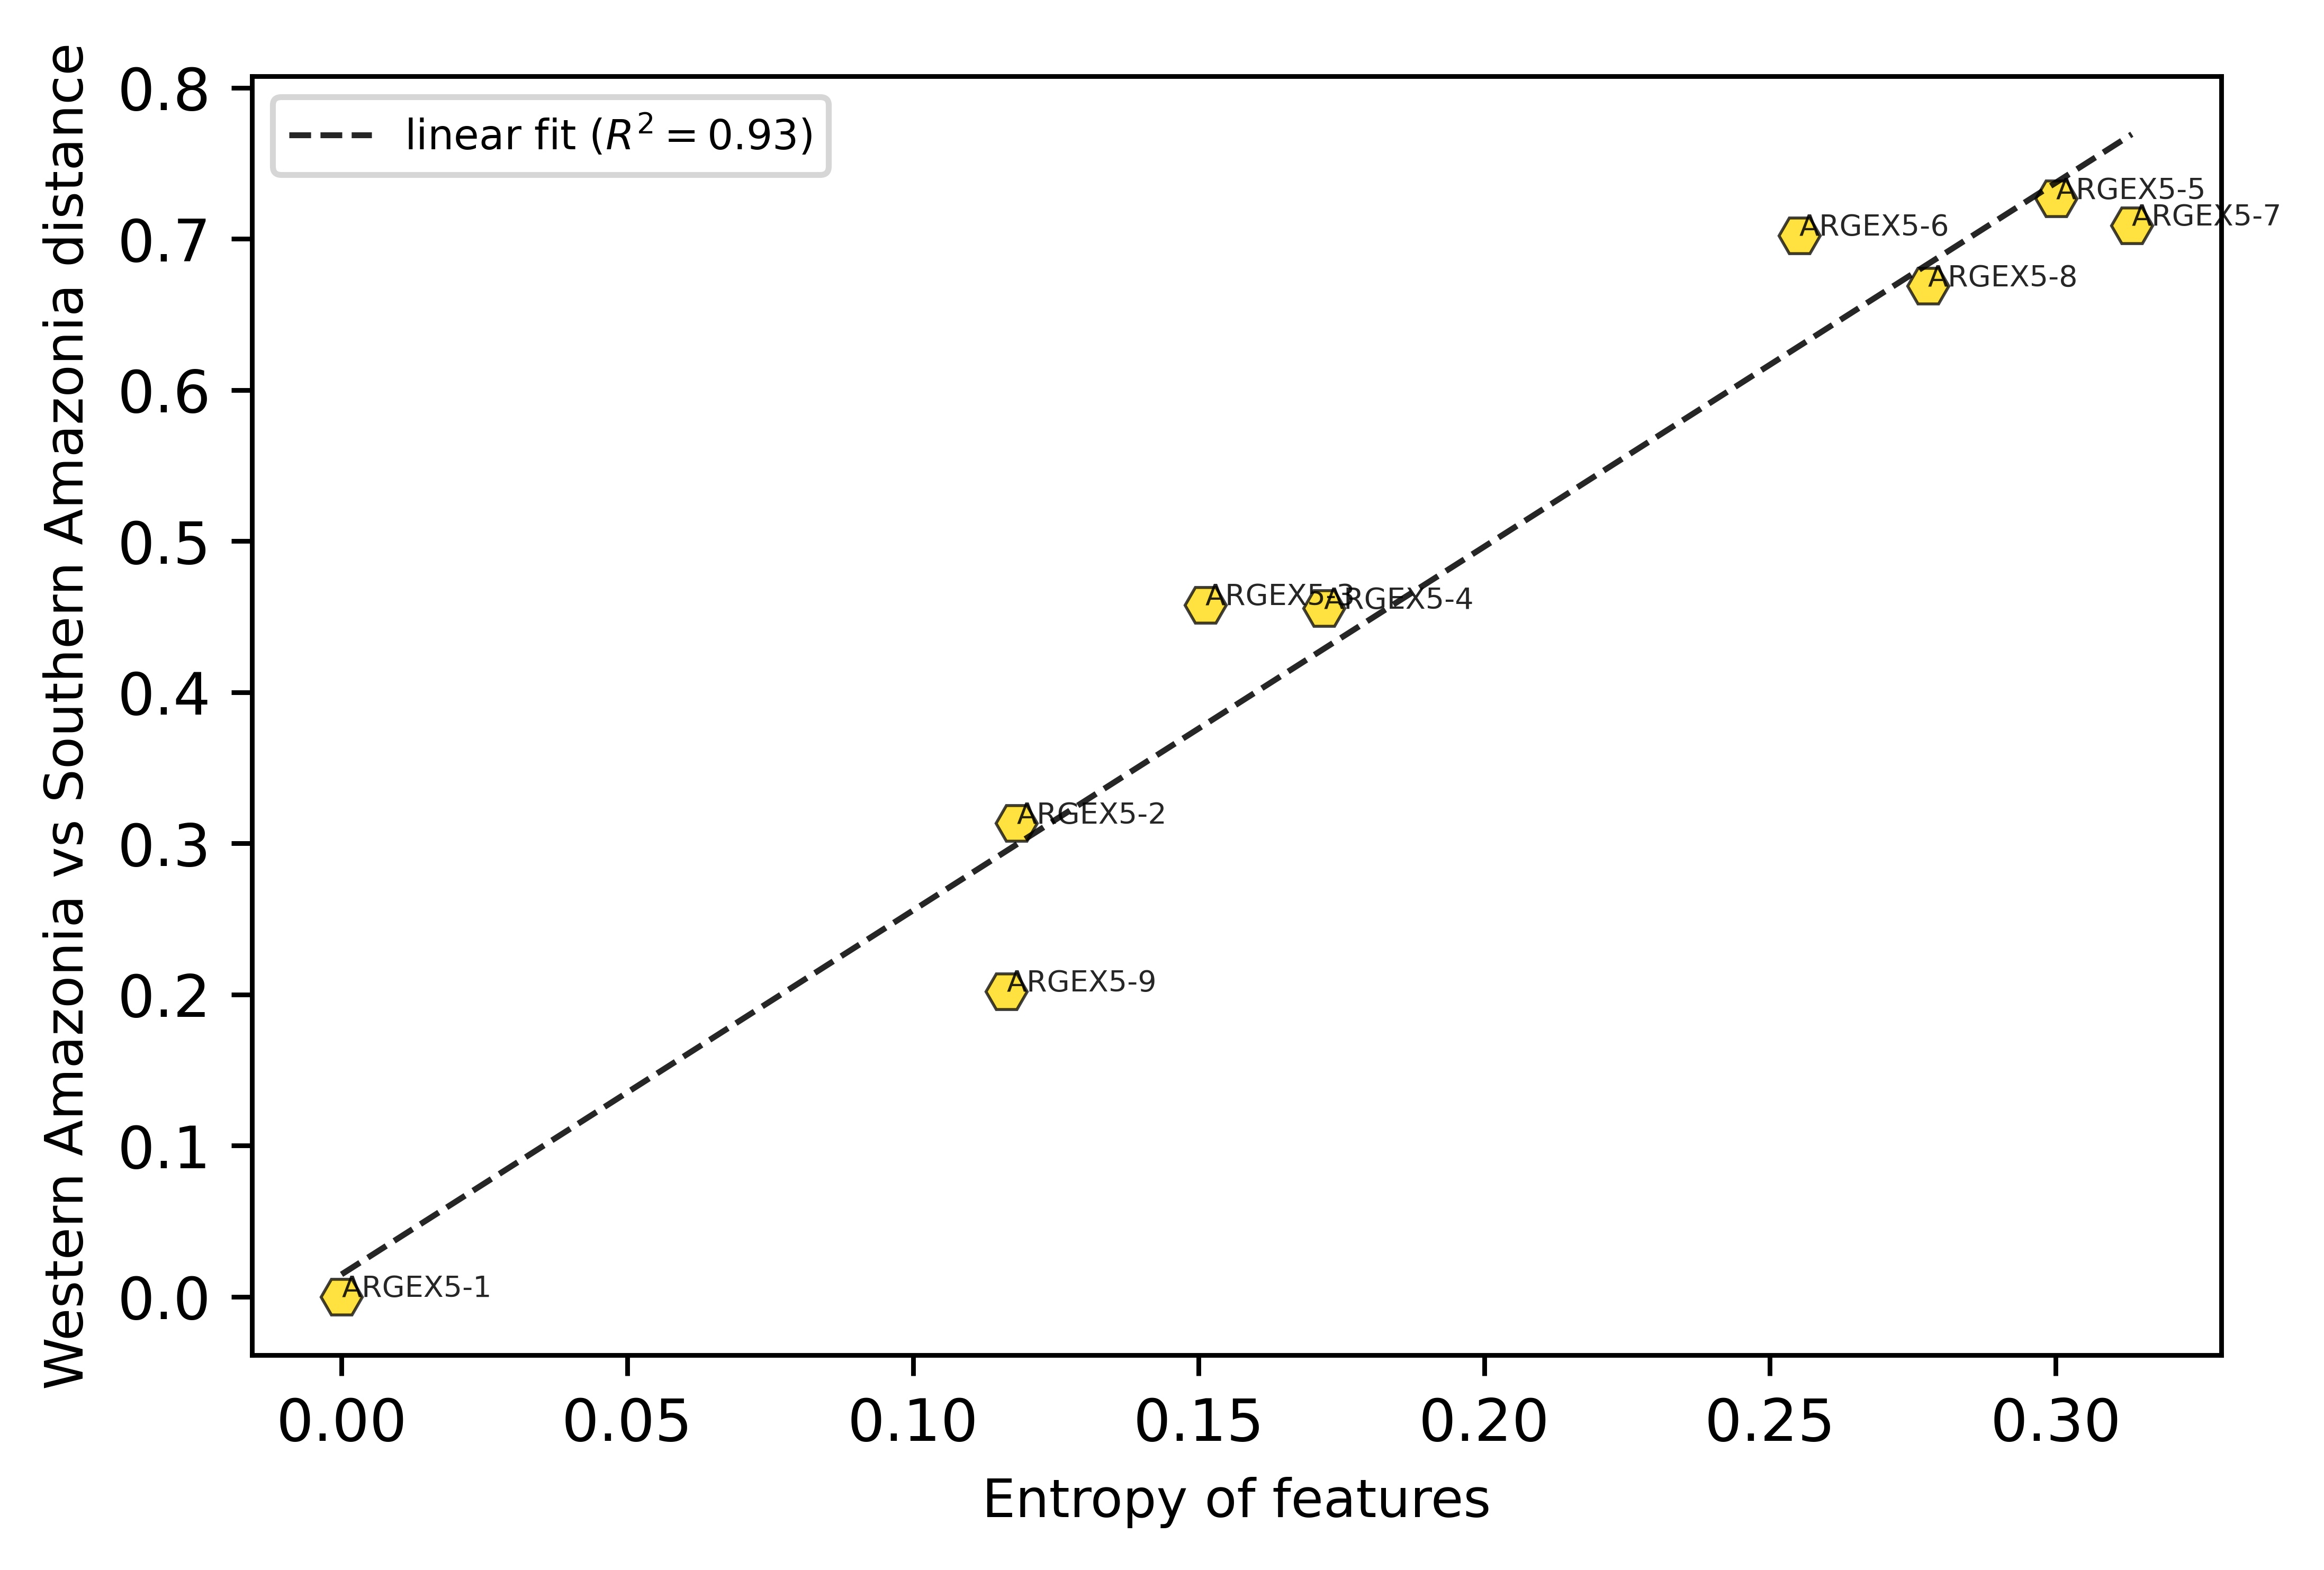 Western Amazonia vs Southern Amazonia distance
0.8
0.7
0.6
0.5
0.4
0.3
0.2
0.1
0.0
linear fit (R² = 0.93)
ARGEX5-5
ARGEX5-7
ARGEX5-6
ARGEX5-8
ARGEX5-3
ARGEX5-4
ARGEX5-2
ARGEX5-9
ARGEX5-1
0.00 0.05 0.10 0.15 0.20 0.25 0.30
Entropy of features